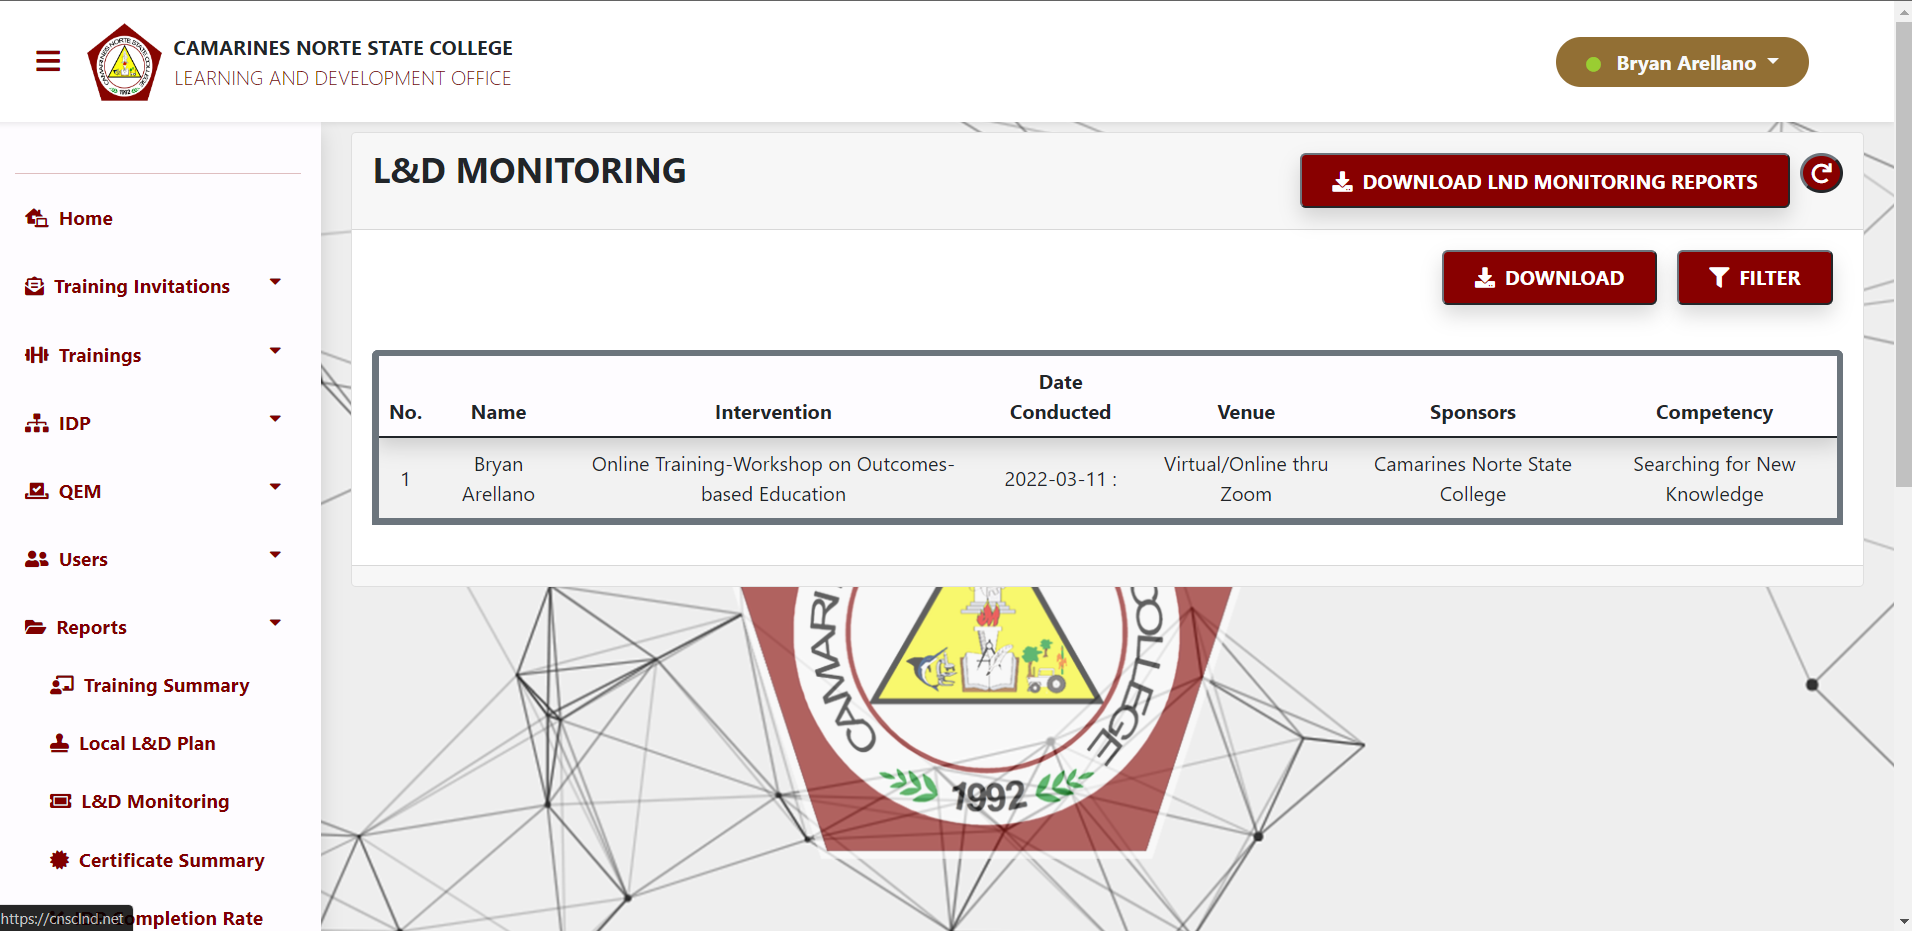 CAMARINES NORTE STATE COLLEGE
LEARNING AND DEVELOPMENT OFFICE
Bryan Arellano
Home
Training Invitations
Trainings
IDP
QEM
Users
Reports
Training Summary
Local L&D Plan
L&D Monitoring
Certificate Summary
mpletion Rate
https://cnsclnd.net
L&D MONITORING
DOWNLOAD LND MONITORING REPORTS
DOWNLOAD
FILTER
No. Name Intervention Date Conducted Venue Sponsors Competency
1 Bryan Arellano Online Training-Workshop on Outcomes-based Education 2022-03-11 : Virtual/Online thru Zoom Camarines Norte State College Searching for New Knowledge
CAMARI
COLLEGE
1992